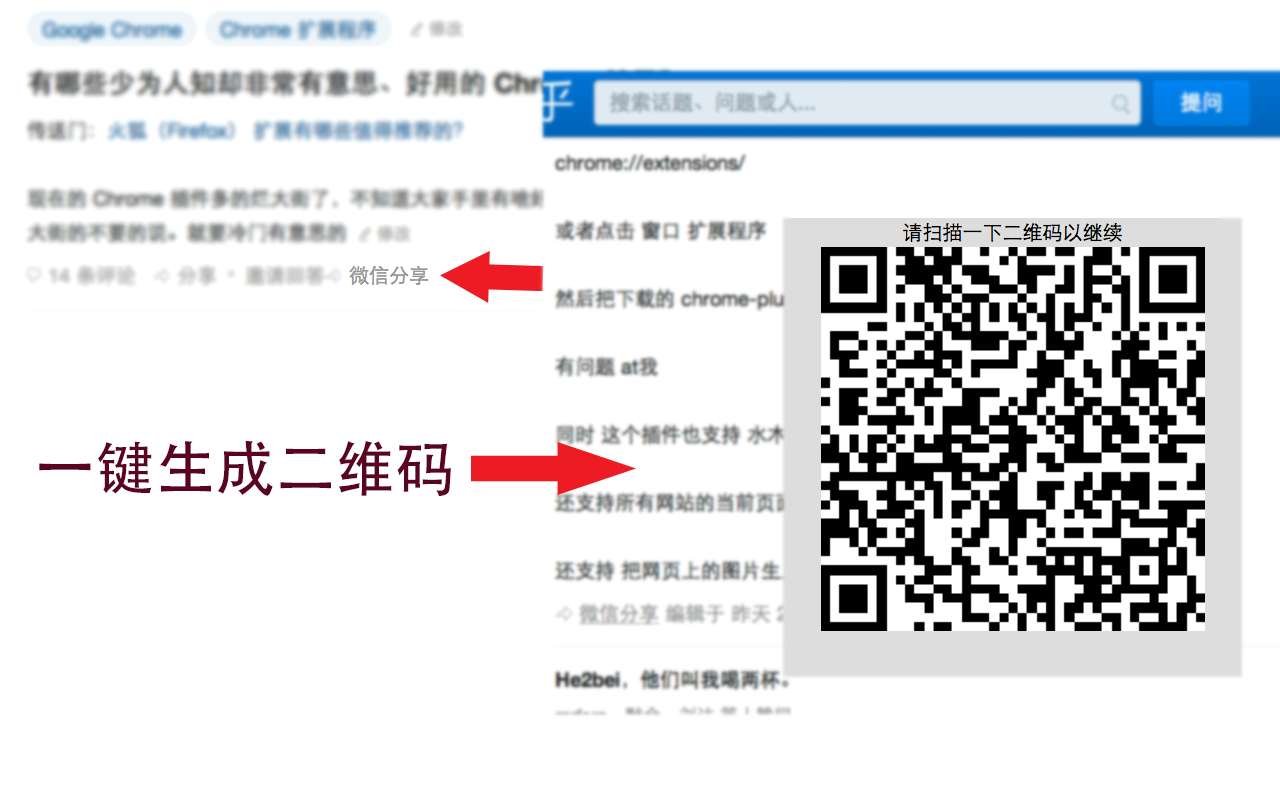 Google Chrome
Chrome 扩展程序
修改
有哪些少为人知却非常有意思、好用的 Chr
传送门：火狐（Firefox） 扩展有哪些值得推荐的？
现在的 Chrome 插件多的烂大街了，不知道大家手里有啥好
大街的不要的说。就要冷门有意思的
修改
14 条评论
分享
邀请回答
微信分享
一键生成二维码
乎
搜索话题、问题或人...
提问
chrome://extensions/
或者点击 窗口 扩展程序
然后把下载的 chrome-plu
有问题 at我
同时 这个插件也支持 水木
还支持所有网站的当前页面
还支持 把网页上的图片生
微信分享 编辑于 昨天 2
He2bei，他们叫我喝两杯。
请扫描一下二维码以继续